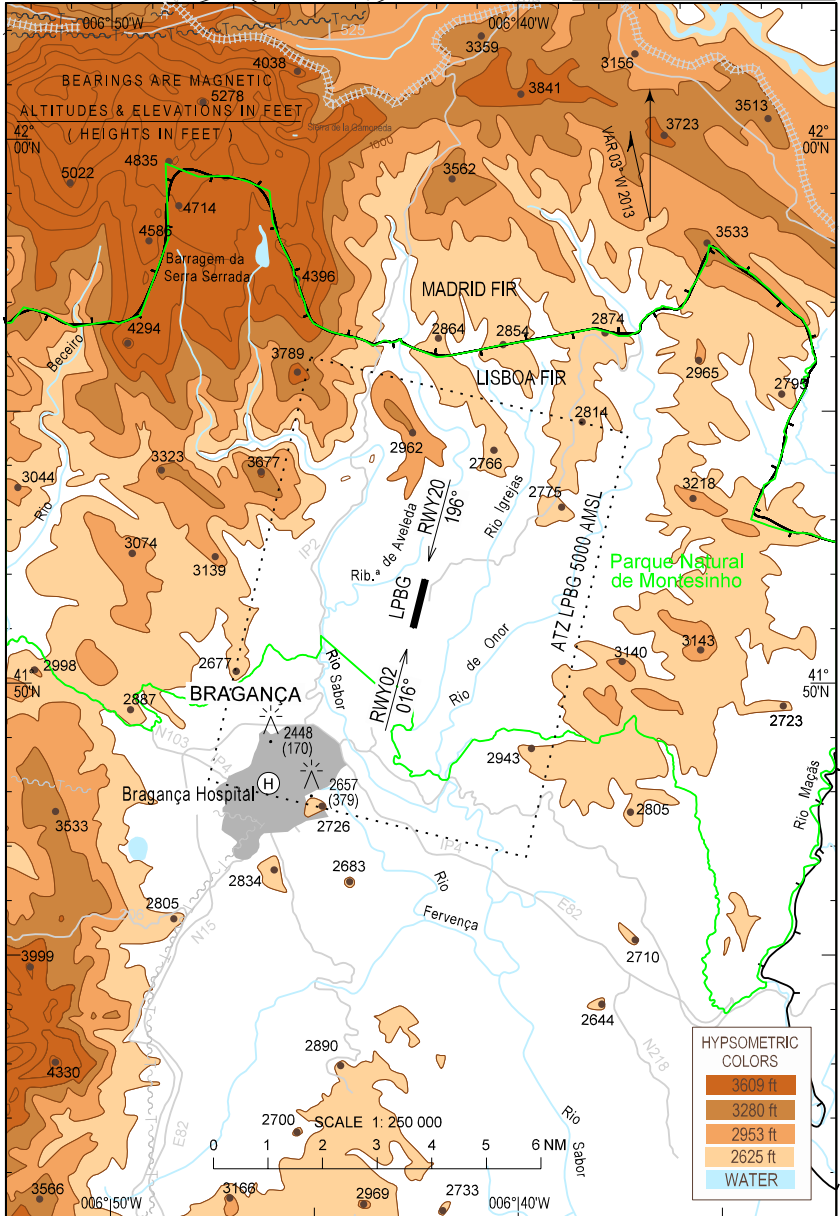 006° 50'W
I 525
006° 40'W
3359
4038
3156
BEARINGS ARE MAGNETIC
5278
3841
ALTITUDES & ELEVATIONS IN FEET
3513
( HEIGHTS IN FEET )
Sierra de la Gamoneda
3723
VAR 03° W 2013
1000
42°
00'N
42°
00'N
4835
5022
3562
4714
4586
3533
Barragem da
Serra Serrada
4396
MADRID FIR
4294
2864
2854
2874
Beceiro
3789
LISBOA FIR
2965
2795
2814
2962
2766
3323
3677
3044
2775
3218
Rio
RWY20
196°
Rio Igrejas
IP2
Rib.ª de Aveleda
3074
3139
Parque Natural
de Montesinho
LPBG
ATZ LPBG 5000 AMSL
Rio de Onor
3140
3143
2998
2677
Rio Sabor
41°
50'N
41°
50'N
BRAGANÇA
RWY02
016°
2887
2723
N103
2448
(170)
IP4
2943
H
2657
(379)
Bragança Hospital
2726
2805
3533
Rio Maçãs
IP4
2683
2834
Rio
Fervença
E82
2805
N15
2710
3999
2644
4330
2890
N218
HYPSOMETRIC
COLORS
3609 ft
3280 ft
2953 ft
2625 ft
WATER
2700
SCALE 1: 250 000
E82
0 1 2 3 4 5 6 NM
Rio
Sabor
3566
006° 50'W
3166
2969
2733
006° 40'W